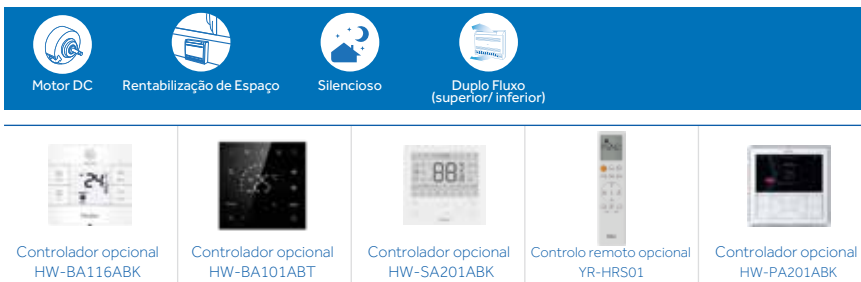 Motor DC
Rentabilização de Espaço
Silencioso
Duplo Fluxo
(superior/ inferior)
Controlador opcional
HW-BA116ABK
Controlador opcional
HW-BA101ABT
Controlador opcional
HW-SA201ABK
Controlo remoto opcional
YR-HRS01
Controlador opcional
HW-PA201ABK